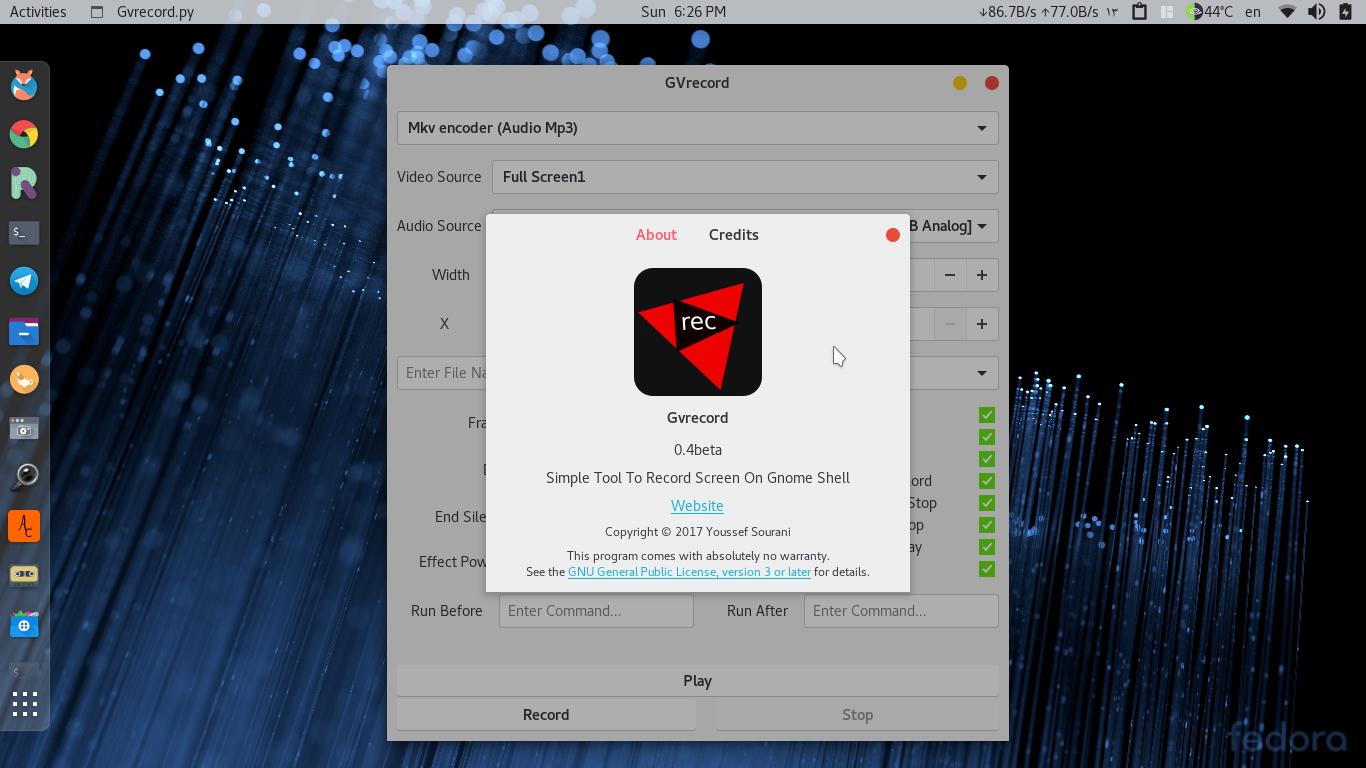 Activities Gvrecord.py Sun 6:26 PM ↓86.7B/s ↑77.0B/s ١٣ 44°C en
GVrecord
Mkv encoder (Audio Mp3)
Video Source Full Screen1
Audio Source B Analog]
About Credits
Width
rec
X
Enter File Na
Gvrecord
Fra
0.4beta
Simple Tool To Record Screen On Gnome Shell
ord
Website
Stop
End Sile
op
Copyright © 2017 Youssef Sourani
ay
This program comes with absolutely no warranty.
Effect Pow
See the GNU General Public License, version 3 or later for details.
Run Before Enter Command... Run After Enter Command...
Play
Record Stop
fedora